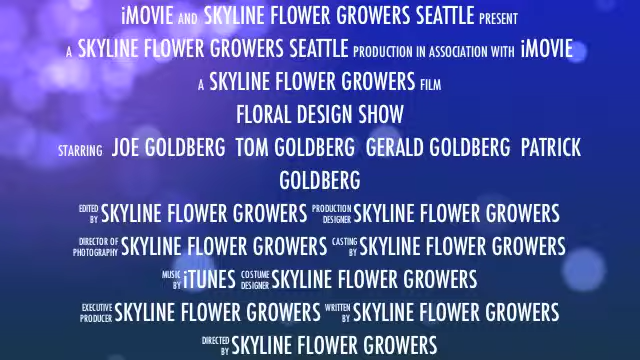 iMOVIE AND SKYLINE FLOWER GROWERS SEATTLE PRESENT
A SKYLINE FLOWER GROWERS SEATTLE PRODUCTION IN ASSOCIATION WITH iMOVIE
A SKYLINE FLOWER GROWERS FILM
FLORAL DESIGN SHOW
STARRING JOE GOLDBERG TOM GOLDBERG GERALD GOLDBERG PATRICK
GOLDBERG
EDITED BY SKYLINE FLOWER GROWERS PRODUCTION DESIGNER SKYLINE FLOWER GROWERS
DIRECTOR OF PHOTOGRAPHY SKYLINE FLOWER GROWERS CASTING BY SKYLINE FLOWER GROWERS
MUSIC BY iTUNES COSTUME DESIGNER SKYLINE FLOWER GROWERS
EXECUTIVE PRODUCER SKYLINE FLOWER GROWERS WRITTEN BY SKYLINE FLOWER GROWERS
DIRECTED BY SKYLINE FLOWER GROWERS